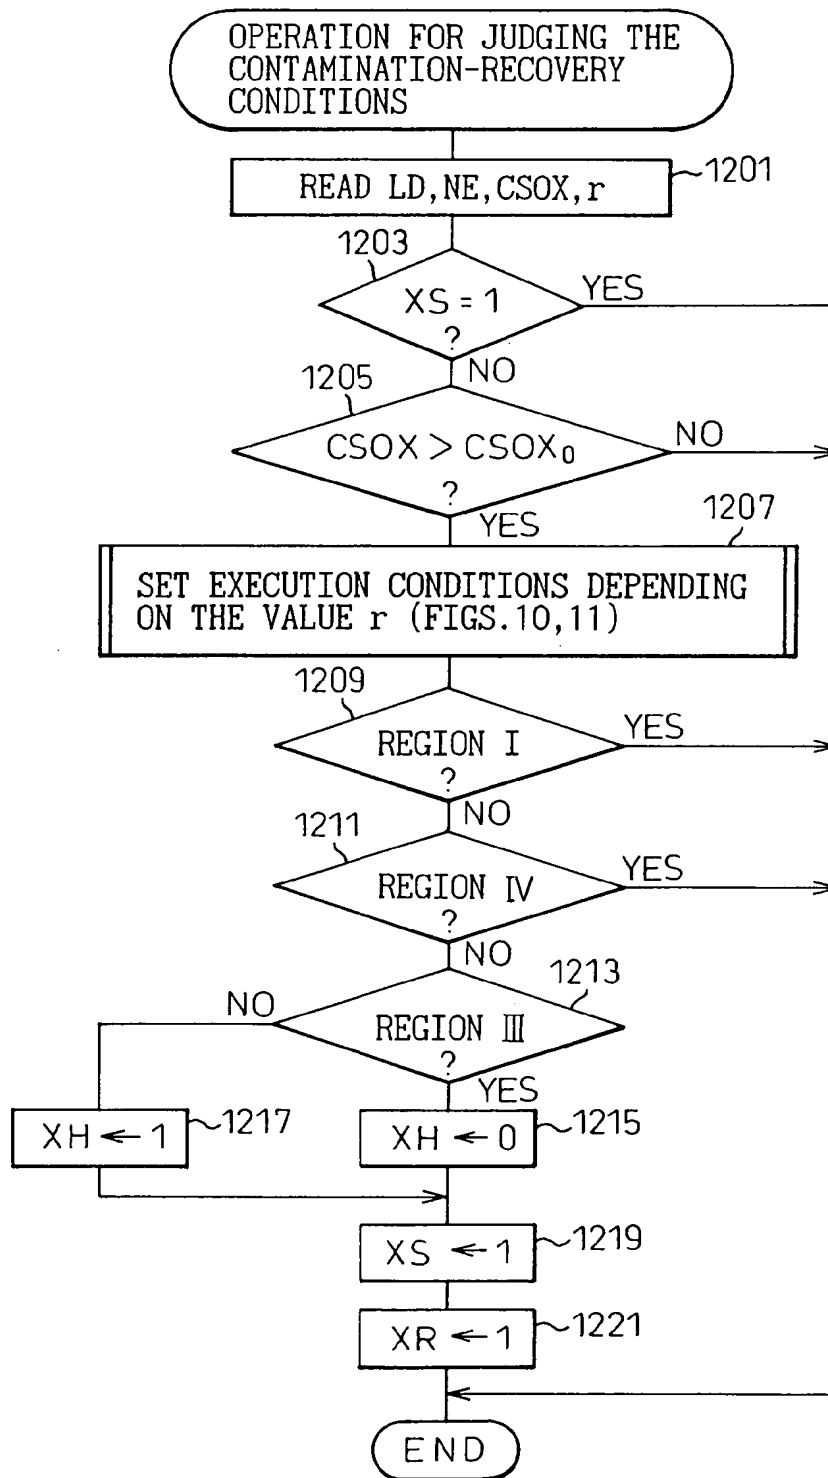 OPERATION FOR JUDGING THE
CONTAMINATION-RECOVERY
CONDITIONS
READ LD,NE,CSOX,r
1201
1203
XS = 1
?
YES
NO
1205
CSOX > CSOX₀
?
NO
YES
1207
SET EXECUTION CONDITIONS DEPENDING
ON THE VALUE r (FIGS.10,11)
1209
REGION I
?
YES
NO
1211
REGION IV
?
YES
NO
1213
REGION III
?
NO
YES
XH ← 1
1217
XH ← 0
1215
XS ← 1
1219
XR ← 1
1221
END